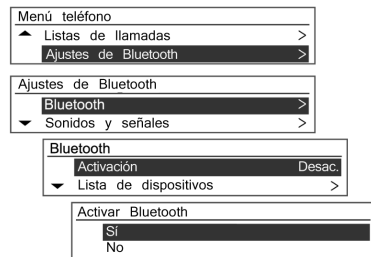 Menú teléfono
Listas de llamadas >
Ajustes de Bluetooth >
Ajustes de Bluetooth
Bluetooth >
Sonidos y señales >
Bluetooth
Activación Desac.
Lista de dispositivos >
Activar Bluetooth
Sí
No